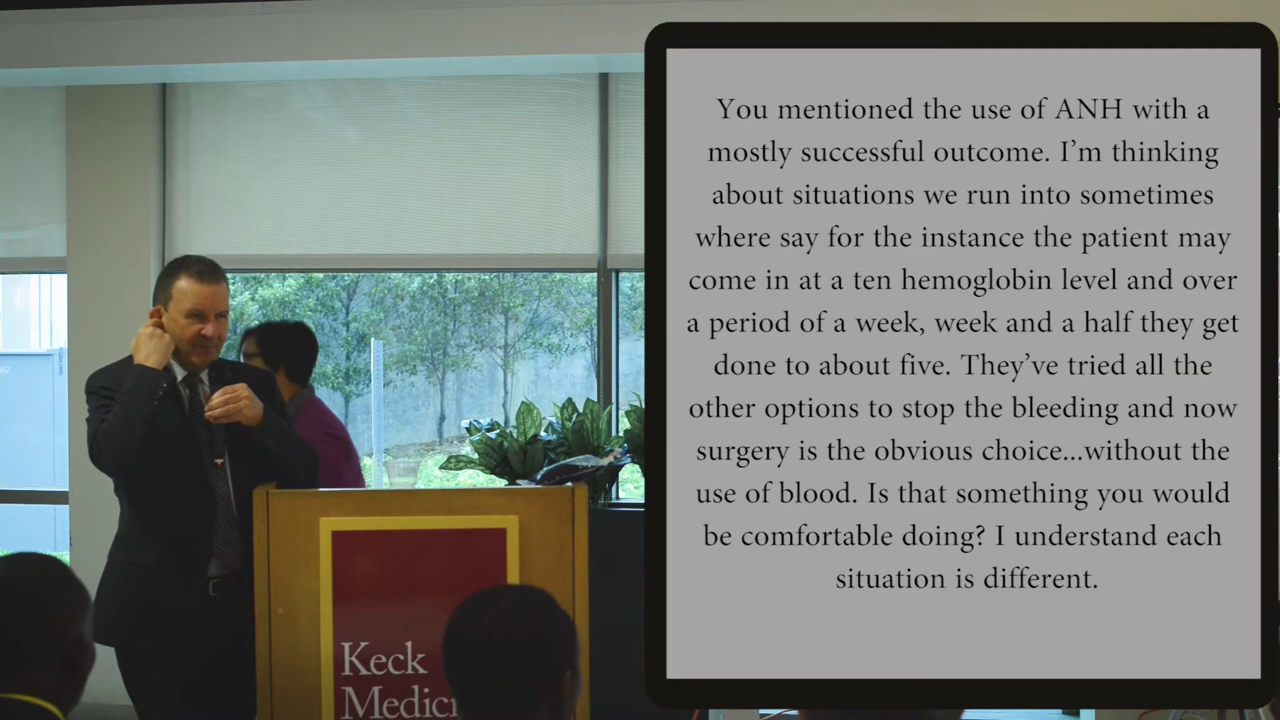 You mentioned the use of ANH with a
mostly successful outcome. I'm thinking
about situations we run into sometimes
where say for the instance the patient may
come in at a ten hemoglobin level and over
a period of a week, week and a half they get
done to about five. They've tried all the
other options to stop the bleeding and now
surgery is the obvious choice...without the
use of blood. Is that something you would
be comfortable doing? I understand each
situation is different.
Keck
Medici